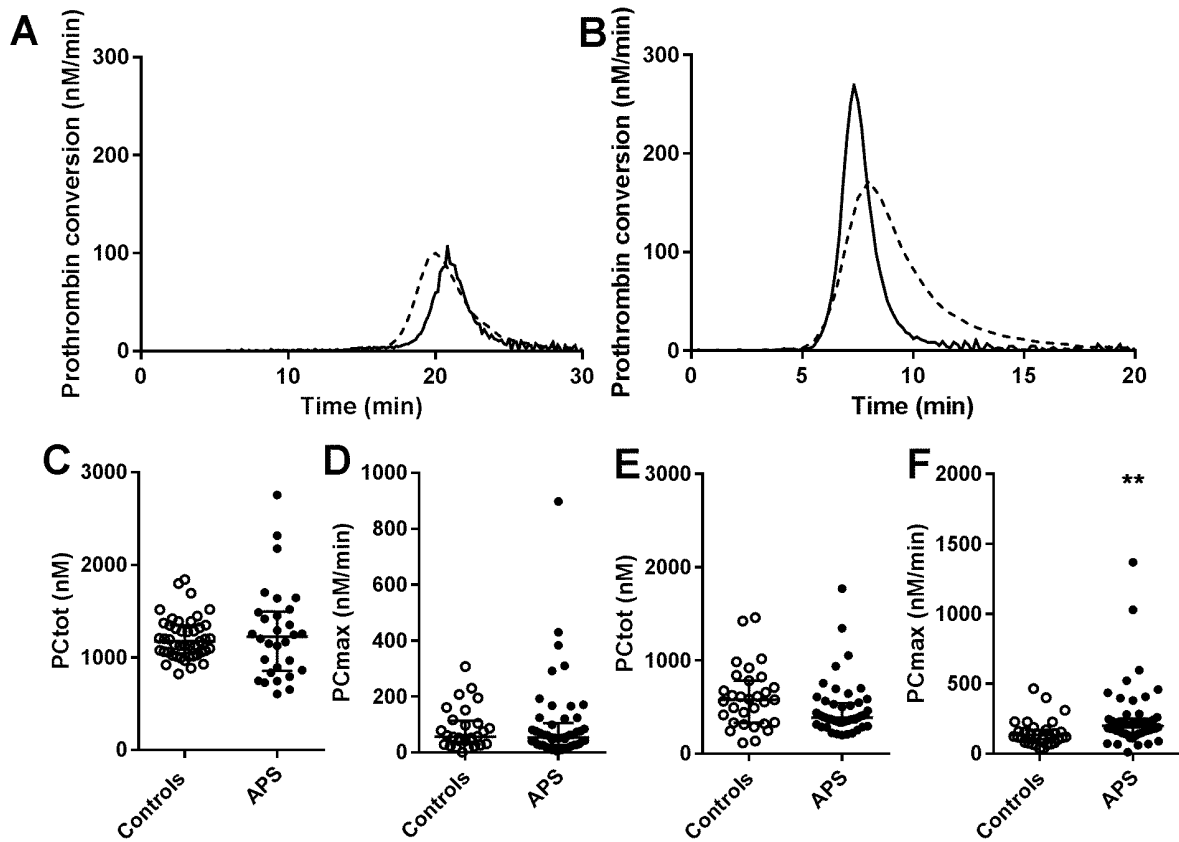 A
Prothrombin conversion (nM/min)
300
200
100
0
0 10 20 30
Time (min)
B
Prothrombin conversion (nM/min)
300
200
100
0
0 5 10 15 20
Time (min)
C
PCtot (nM)
3000
2000
1000
0
Controls APS
D
PCmax (nM/min)
1000
800
600
400
200
0
Controls APS
E
PCtot (nM)
3000
2000
1000
0
Controls APS
F
PCmax (nM/min)
2000
1500
1000
500
0
**
Controls APS